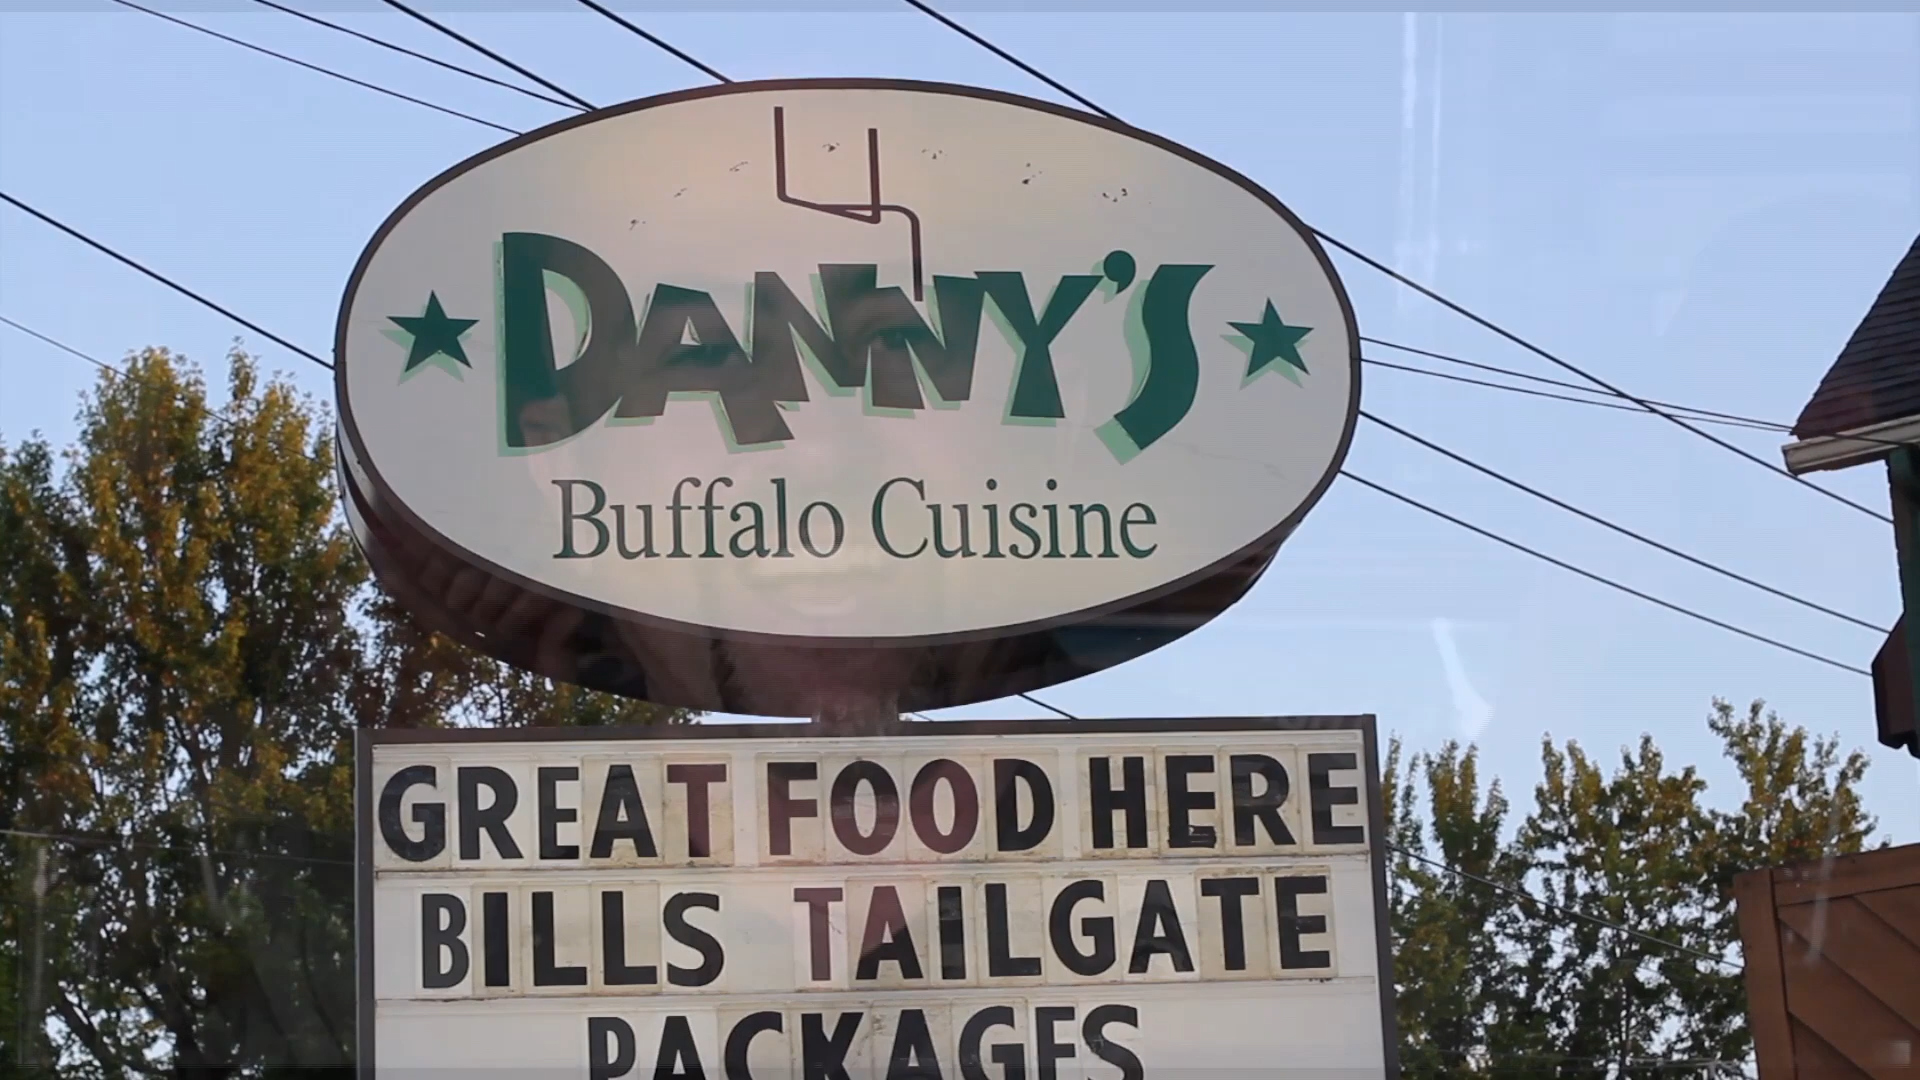 DANNY'S
Buffalo Cuisine
GREAT FOOD HERE
BILLS TAILGATE
PACKAGES